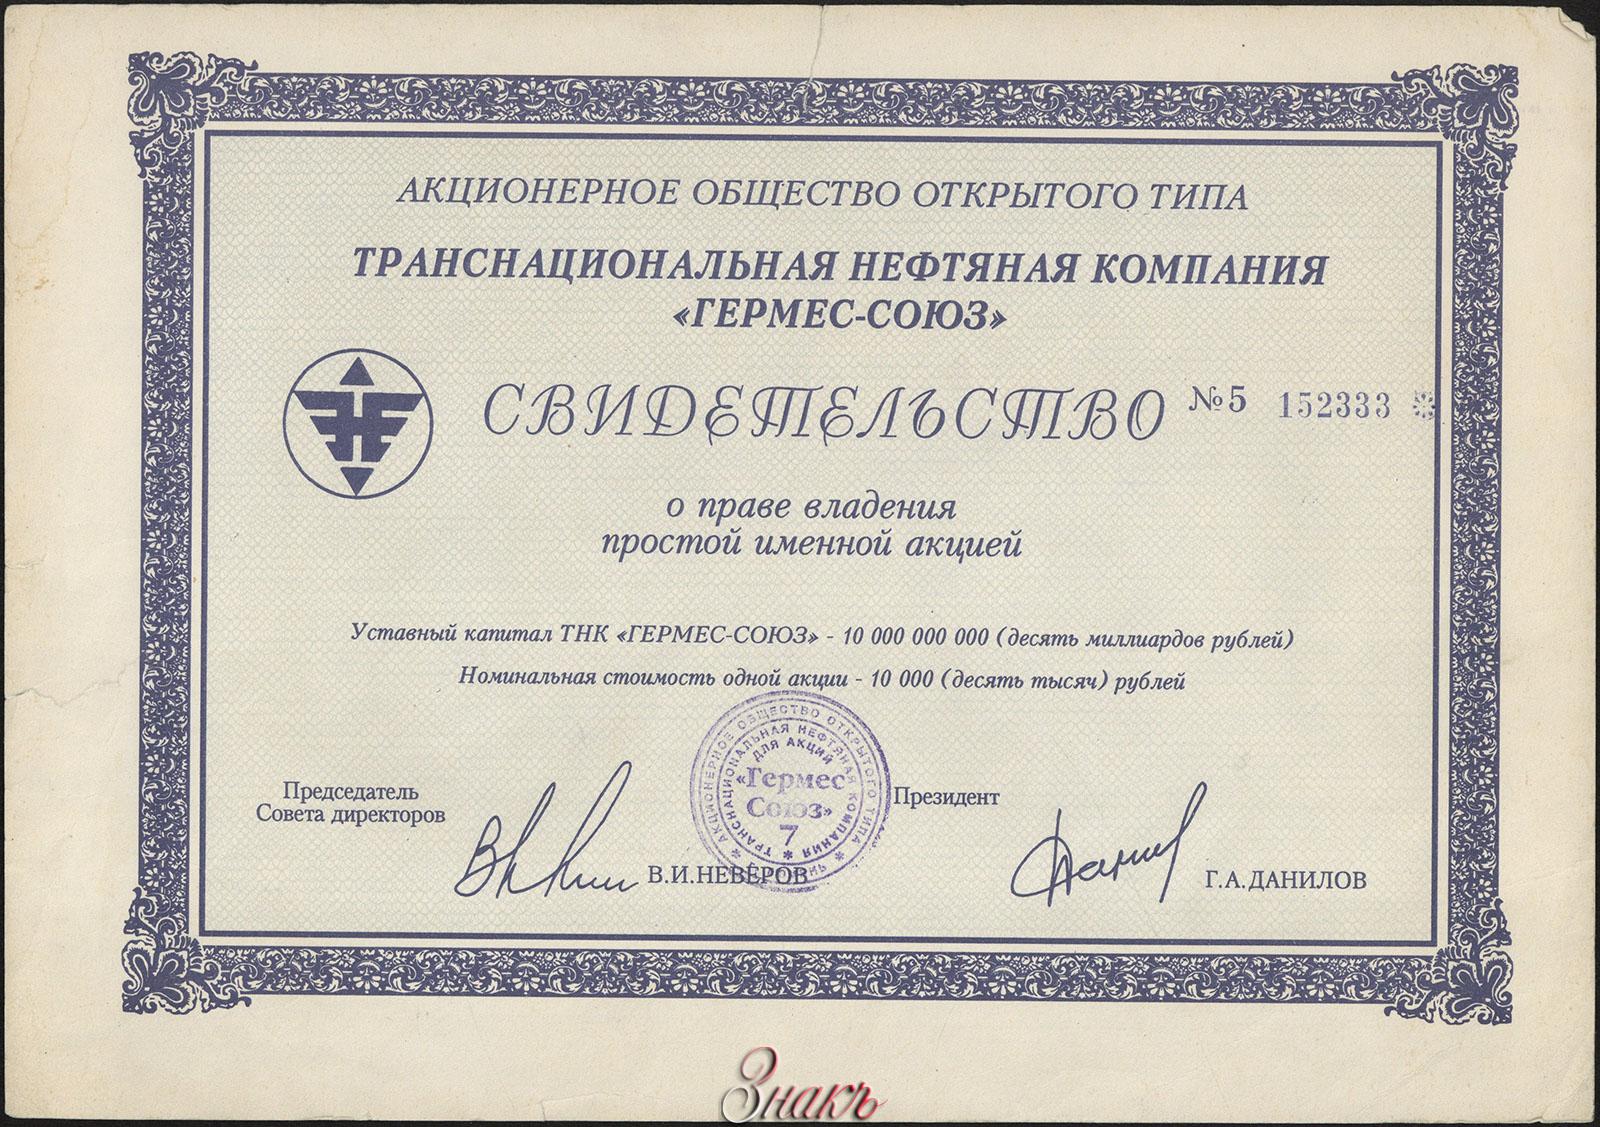 АКЦИОНЕРНОЕ ОБЩЕСТВО ОТКРЫТОГО ТИПА
ТРАНСНАЦИОНАЛЬНАЯ НЕФТЯНАЯ КОМПАНИЯ
«ГЕРМЕС-СОЮЗ»
СВИДЕТЕЛЬСТВО №5 152333
о праве владения
простой именной акцией
Уставный капитал ТНК «ГЕРМЕС-СОЮЗ» - 10 000 000 000 (десять миллиардов рублей)
Номинальная стоимость одной акции - 10 000 (десять тысяч) рублей
АКЦИОНЕРНОЕ ОБЩЕСТВО ОТКРЫТОГО ТИПА
ТРАНСНАЦИОНАЛЬНАЯ НЕФТЯНАЯ КОМПАНИЯ
ДЛЯ АКЦИЙ
«Гермес
Союз»
7
Председатель
Совета директоров
В.И.НЕВЕРОВ
Президент
Г.А.ДАНИЛОВ
Знакъ